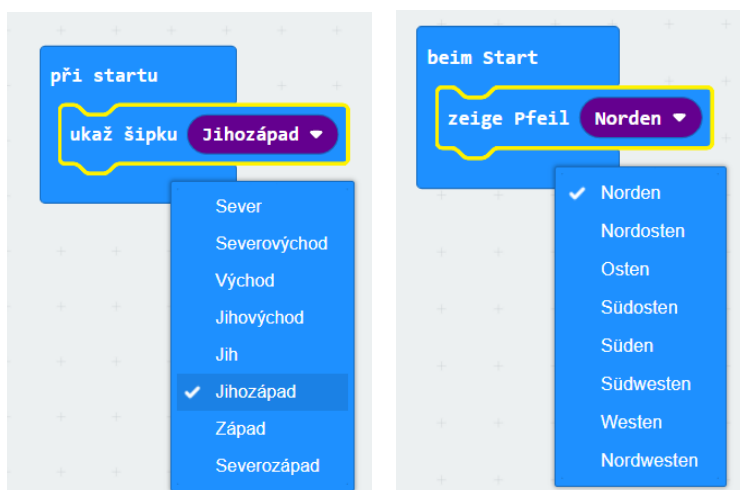 při startu
ukaž šipku Jihozápad
Sever
Severovýchod
Východ
Jihovýchod
Jih
Jihozápad
Západ
Severozápad
beim Start
zeige Pfeil Norden
Norden
Nordosten
Osten
Südosten
Süden
Südwesten
Westen
Nordwesten